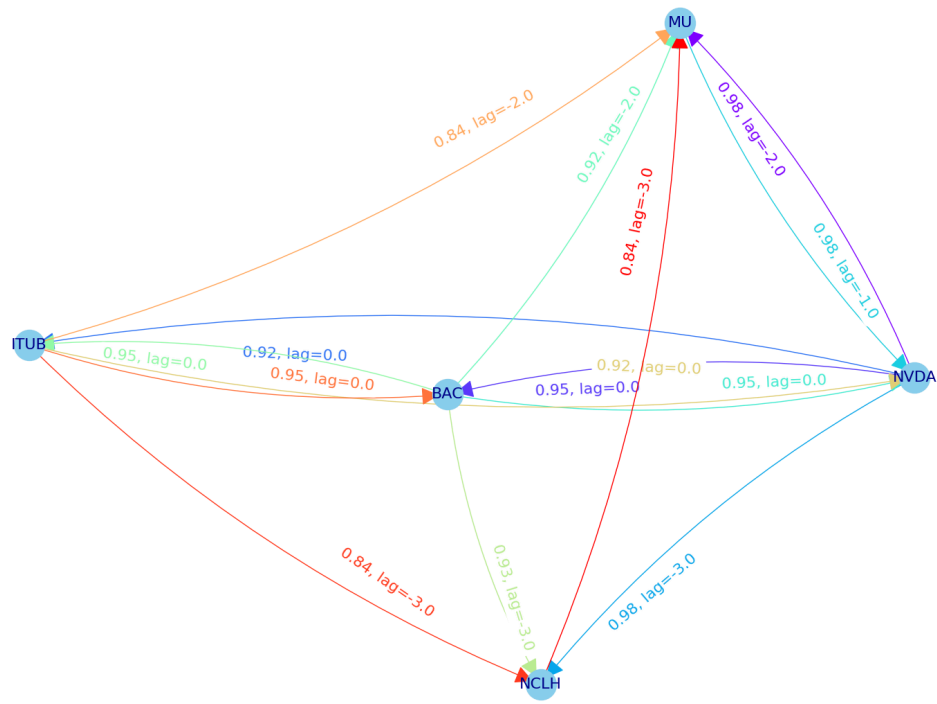 MU
0.84, lag=-2.0
0.92, lag=-2.0
0.98, lag=-2.0
0.84, lag=-3.0
0.98, lag=-1.0
ITUB
0.95, lag=0.0
0.92, lag=0.0
0.95, lag=0.0
0.92, lag=0.0
0.95, lag=0.0
0.95, lag=0.0
NVDA
BAC
0.84, lag=-3.0
0.93, lag=-3.0
0.98, lag=-3.0
NCLH